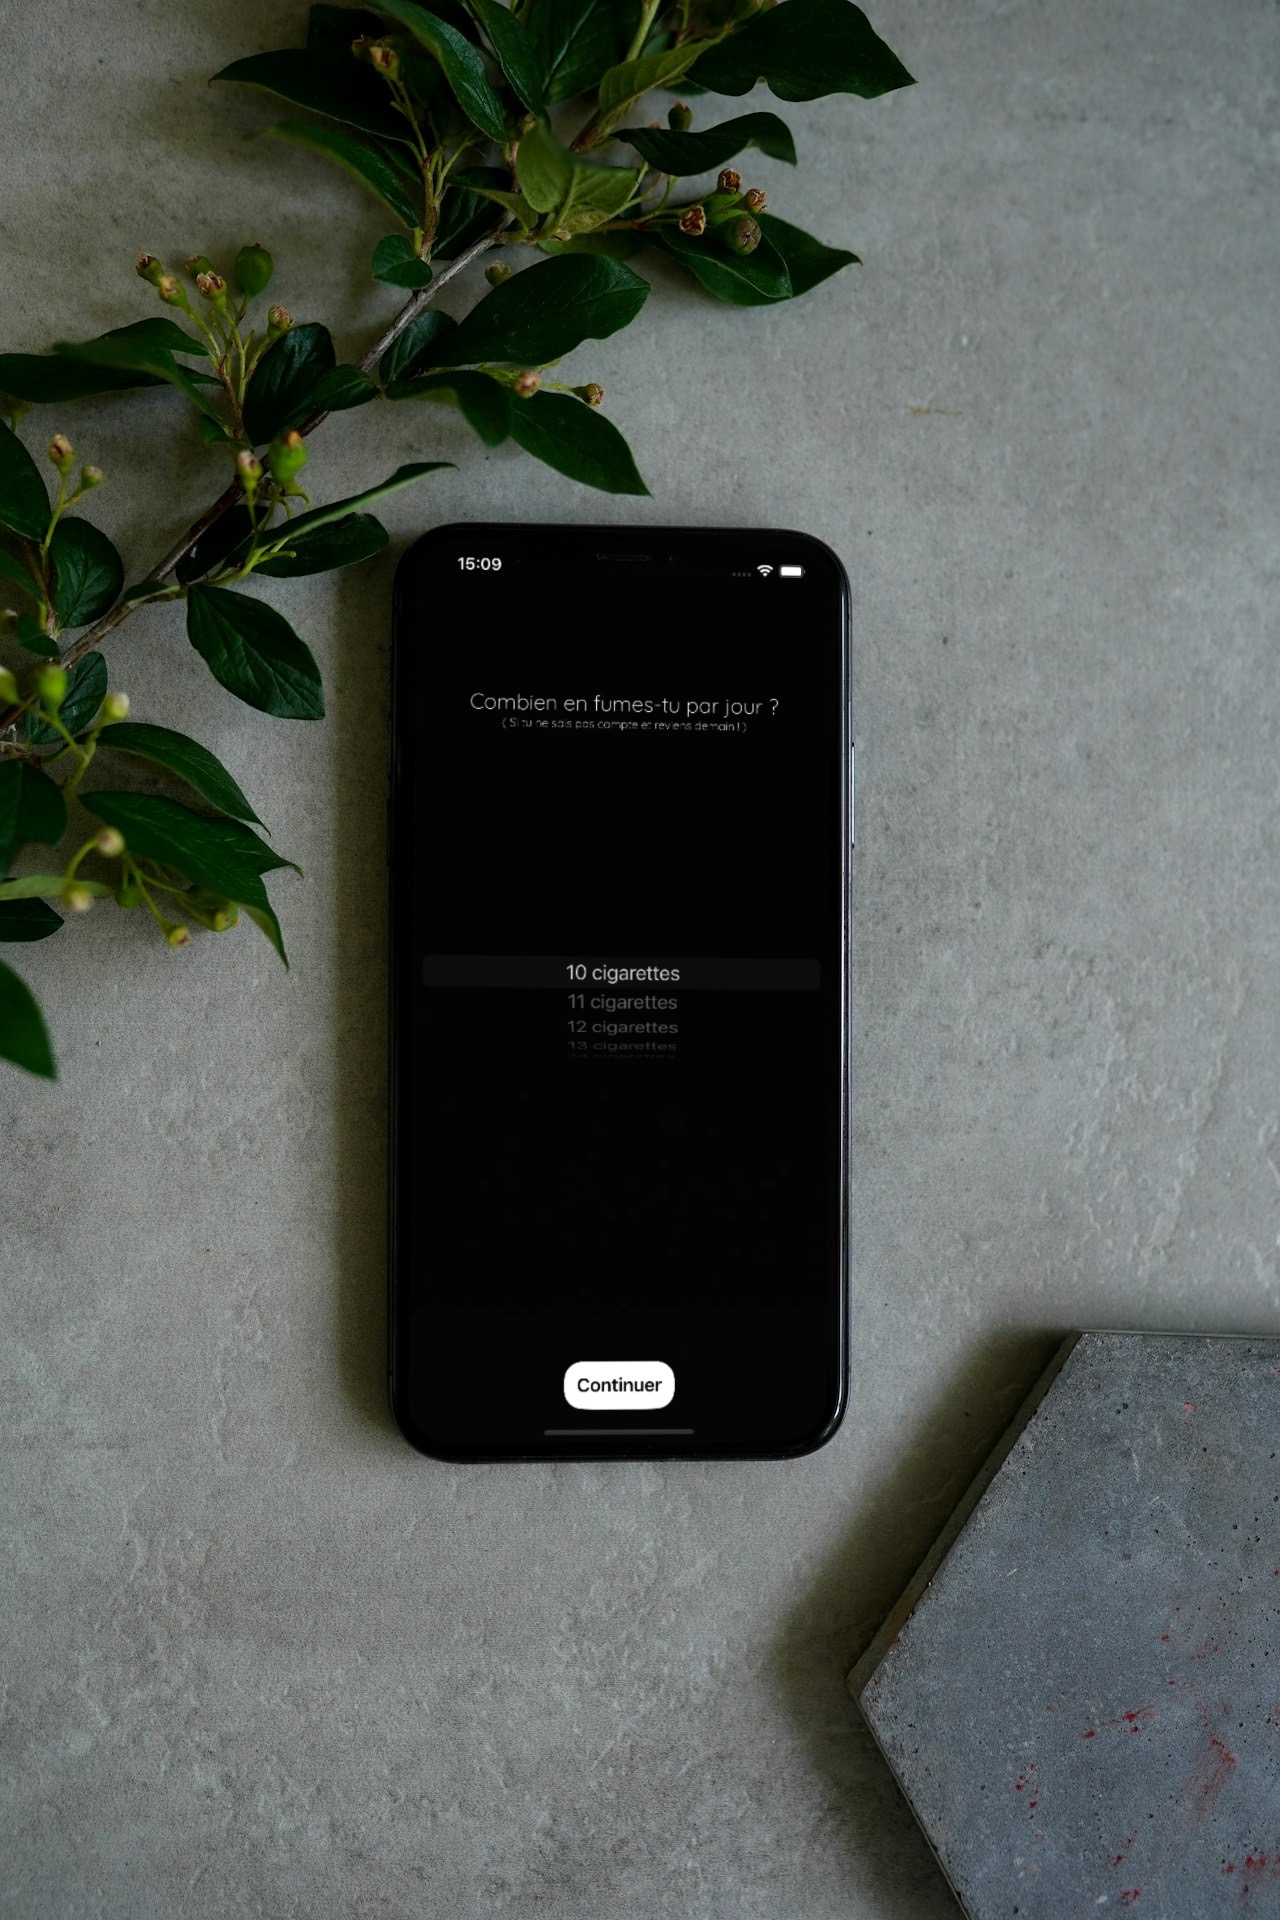 15:09
Combien en fumes-tu par jour ?
( Si tu ne sais pas compte et reviens demain ! )
10 cigarettes
11 cigarettes
12 cigarettes
13 cigarettes
Continuer